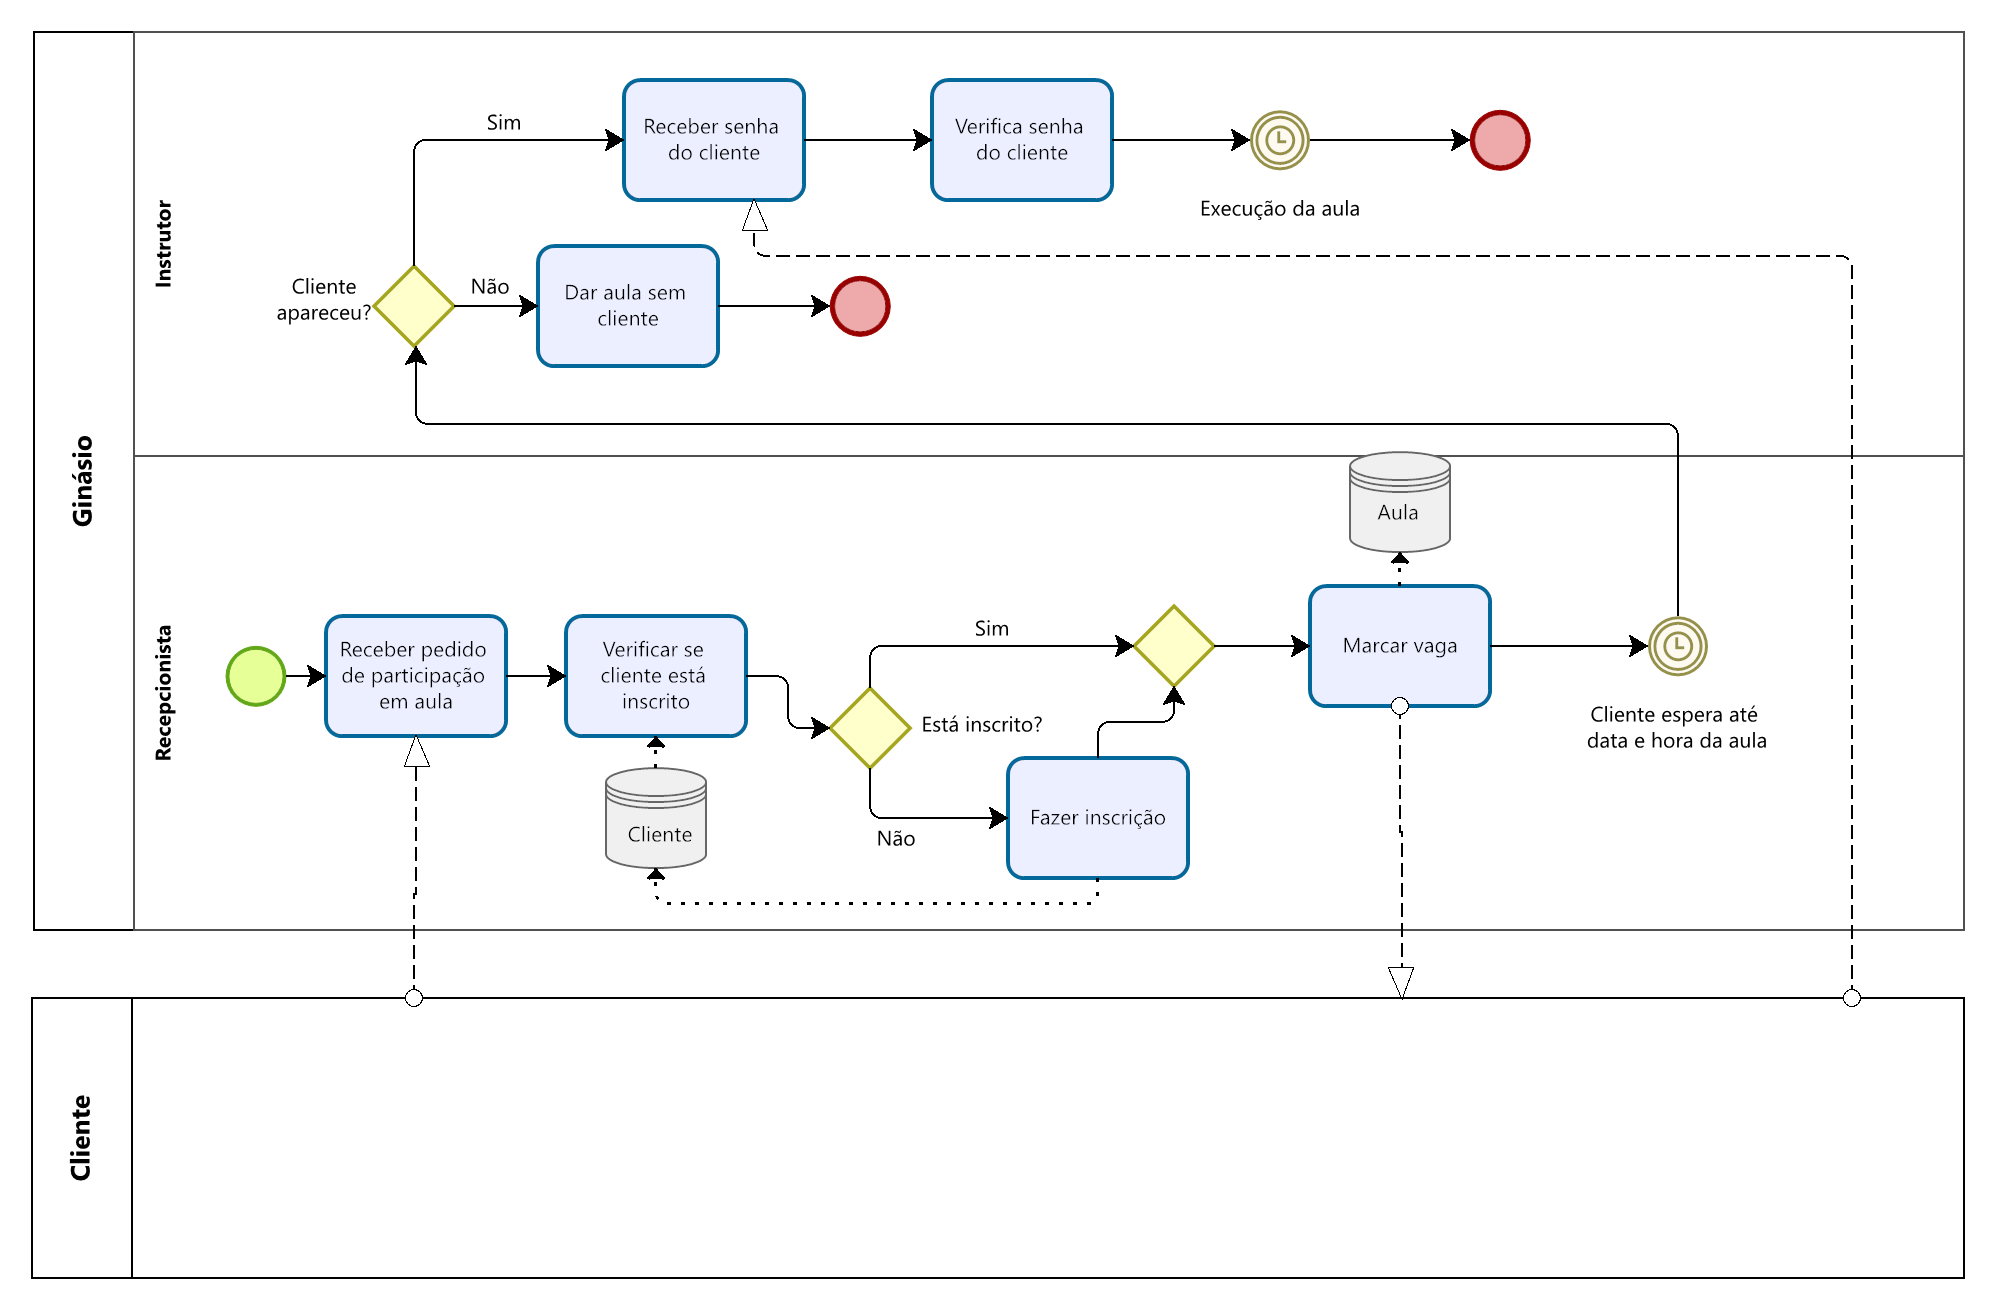 Ginásio
Instrutor
Sim
Receber senha
do cliente
Verifica senha
do cliente
Execução da aula
Cliente
apareceu?
Não
Dar aula sem
cliente
Recepcionista
Receber pedido
de participação
em aula
Verificar se
cliente está
inscrito
Cliente
Está inscrito?
Sim
Não
Fazer inscrição
Aula
Marcar vaga
Cliente espera até
data e hora da aula
Cliente